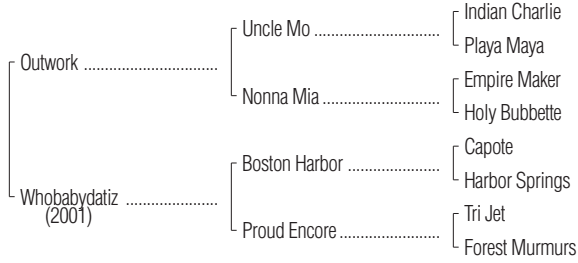 Indian Charlie
Uncle Mo ..............................
Playa Maya
Outwork ................................
Empire Maker
Nonna Mia ............................
Holy Bubbette
Capote
Boston Harbor ......................
Harbor Springs
Whobabydatiz ......................
(2001)
Tri Jet
Proud Encore ........................
Forest Murmurs